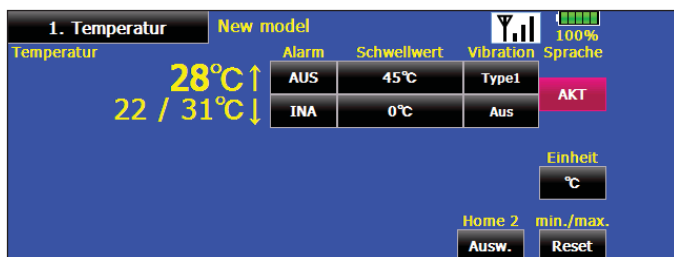 1. Temperatur New model 100%
Temperatur Alarm Schwellwert Vibration Sprache
28°C↑ AUS 45°C Type1 AKT
22 / 31°C↓ INA 0°C Aus
Einheit
°C
Home 2 min./max.
Ausw. Reset